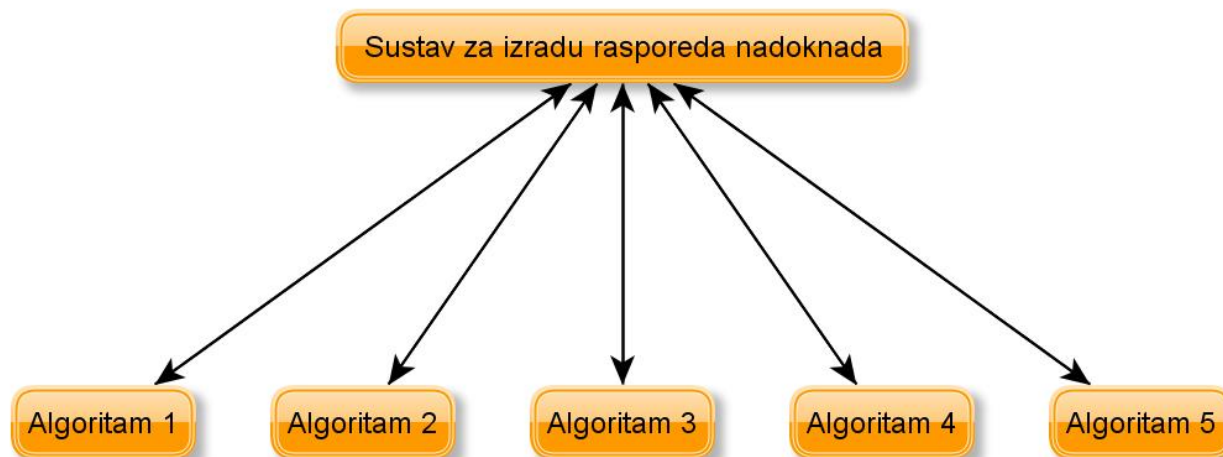 Sustav za izradu rasporeda nadoknada
Algoritam 1
Algoritam 2
Algoritam 3
Algoritam 4
Algoritam 5